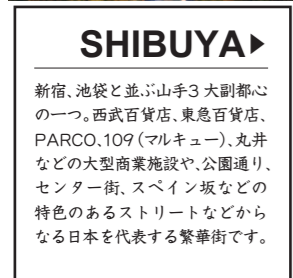 SHIBUYA▶
新宿、池袋と並ぶ山手3大副都心
の一つ。西武百貨店、東急百貨店、
PARCO、109（マルキュー）、丸井
などの大型商業施設や、公園通り、
センター街、スペイン坂などの
特色のあるストリートなどから
なる日本を代表する繁華街です。